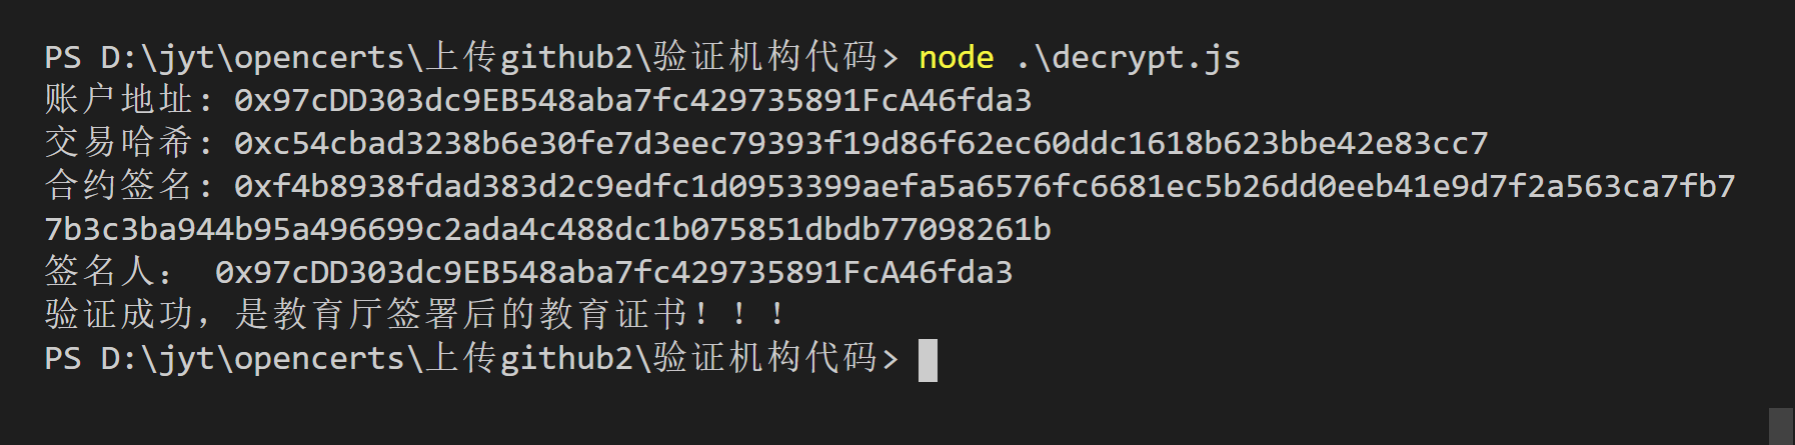 PS D:\jyt\opencerts\上传github2\验证机构代码> node .\decrypt.js
账户地址: 0x97cDD303dc9EB548aba7fc429735891FcA46fda3
交易哈希: 0xc54cbad3238b6e30fe7d3eec79393f19d86f62ec60ddc1618b623bbe42e83cc7
合约签名: 0xf4b8938fdad383d2c9edfc1d0953399aefa5a6576fc6681ec5b26dd0eeb41e9d7f2a563ca7fb7
7b3c3ba944b95a496699c2ada4c488dc1b075851dbdb77098261b
签名人: 0x97cDD303dc9EB548aba7fc429735891FcA46fda3
验证成功，是教育厅签署后的教育证书！！！
PS D:\jyt\opencerts\上传github2\验证机构代码>